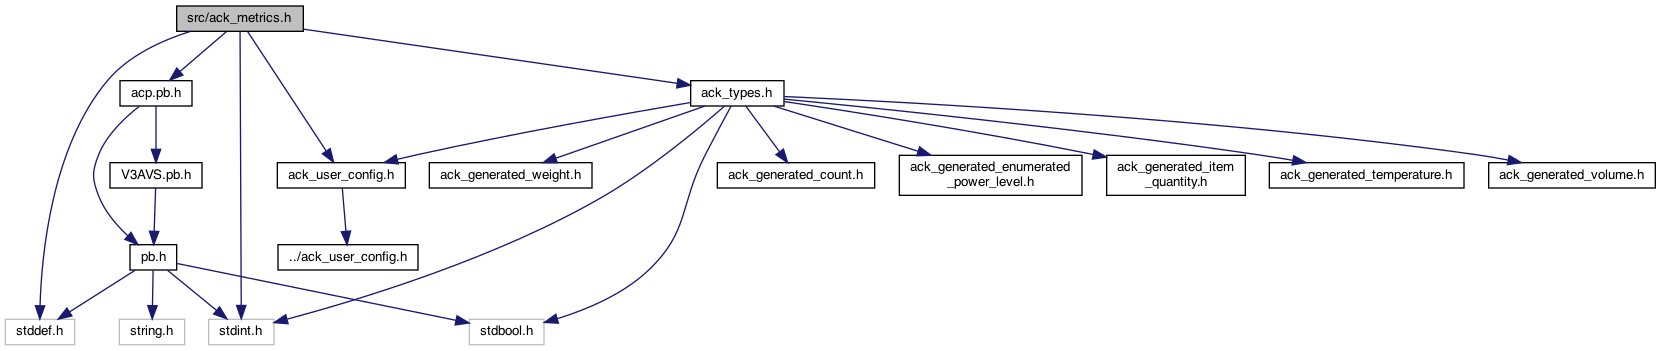 src/ack_metrics.h
acp.pb.h
ack_types.h
V3AVS.pb.h
ack_user_config.h
ack_generated_weight.h
ack_generated_count.h
ack_generated_enumerated
_power_level.h
ack_generated_item
_quantity.h
ack_generated_temperature.h
ack_generated_volume.h
pb.h
../ack_user_config.h
stddef.h
string.h
stdint.h
stdbool.h